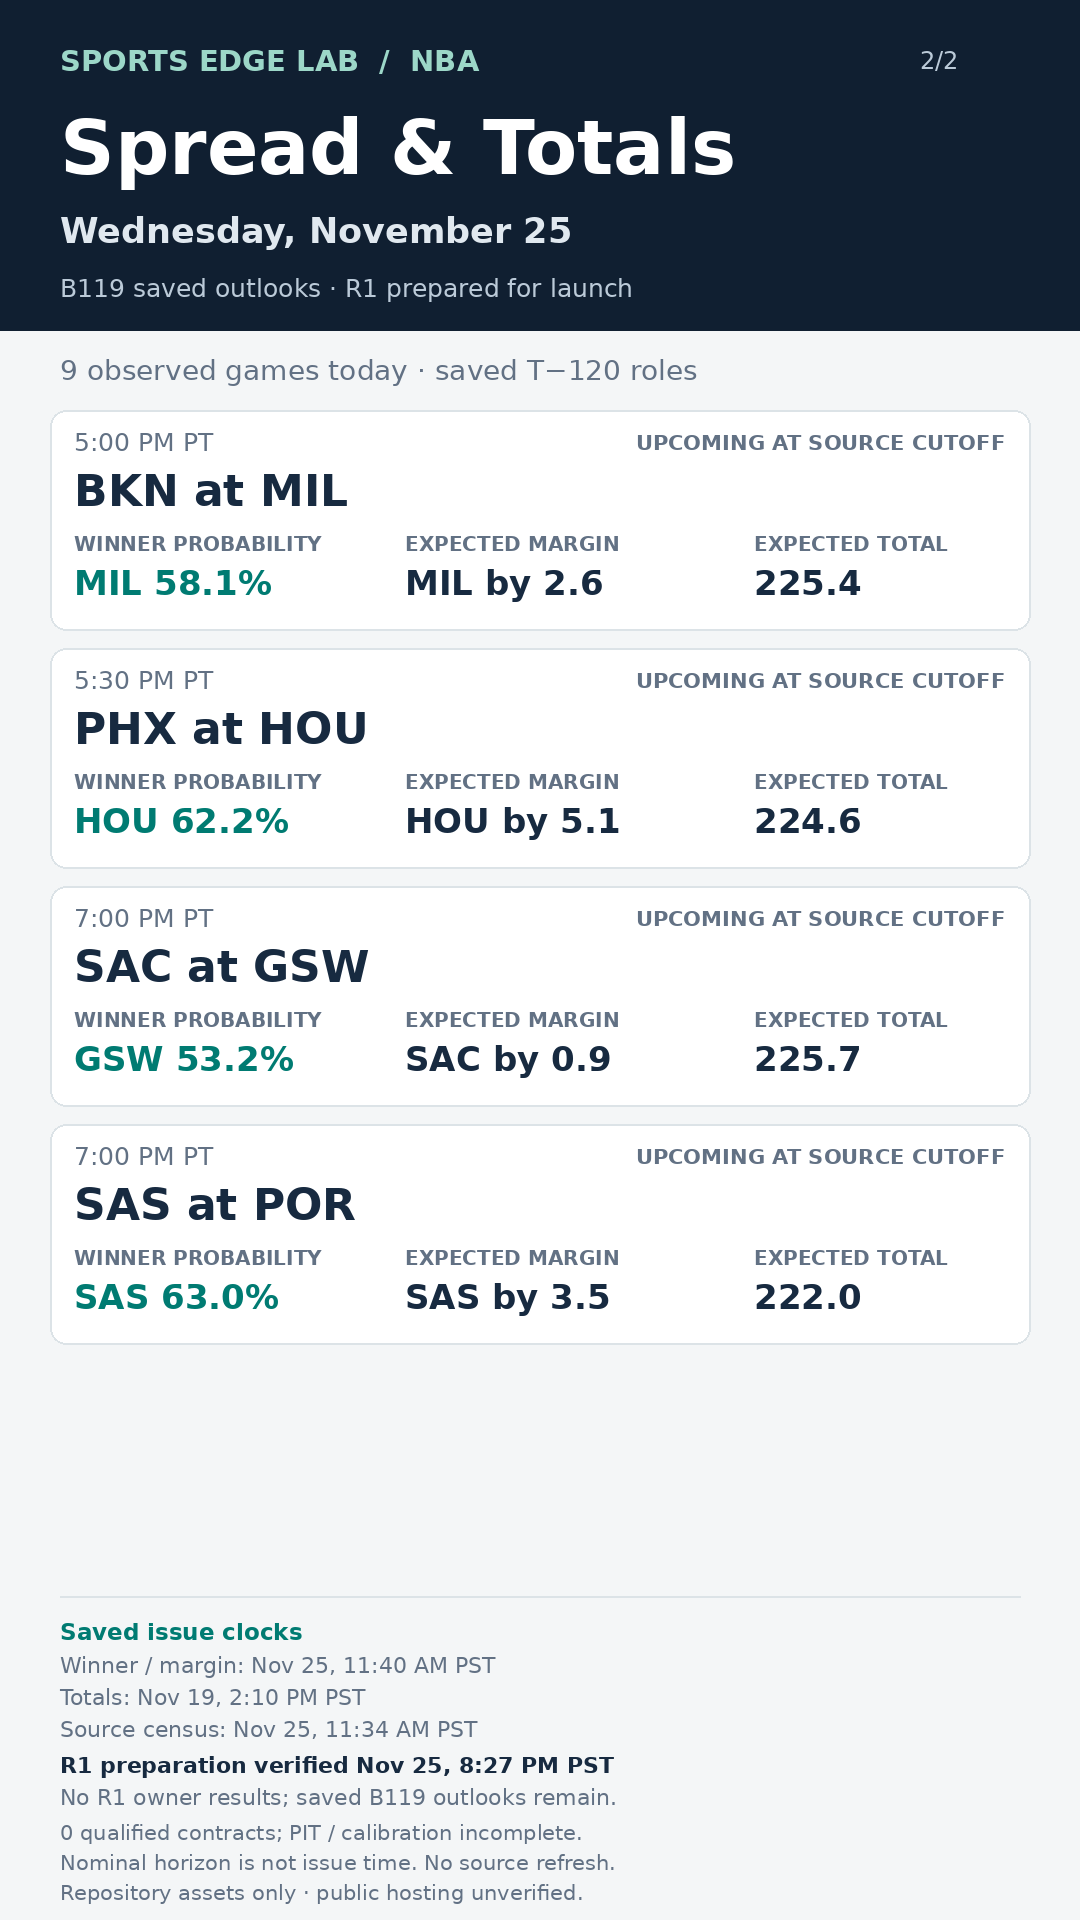 SPORTS EDGE LAB / NBA 2/2
Spread & Totals
Wednesday, November 25
B119 saved outlooks · R1 prepared for launch
9 observed games today · saved T−120 roles
5:00 PM PT UPCOMING AT SOURCE CUTOFF
BKN at MIL
WINNER PROBABILITY EXPECTED MARGIN EXPECTED TOTAL
MIL 58.1% MIL by 2.6 225.4
5:30 PM PT UPCOMING AT SOURCE CUTOFF
PHX at HOU
WINNER PROBABILITY EXPECTED MARGIN EXPECTED TOTAL
HOU 62.2% HOU by 5.1 224.6
7:00 PM PT UPCOMING AT SOURCE CUTOFF
SAC at GSW
WINNER PROBABILITY EXPECTED MARGIN EXPECTED TOTAL
GSW 53.2% SAC by 0.9 225.7
7:00 PM PT UPCOMING AT SOURCE CUTOFF
SAS at POR
WINNER PROBABILITY EXPECTED MARGIN EXPECTED TOTAL
SAS 63.0% SAS by 3.5 222.0
Saved issue clocks
Winner / margin: Nov 25, 11:40 AM PST
Totals: Nov 19, 2:10 PM PST
Source census: Nov 25, 11:34 AM PST
R1 preparation verified Nov 25, 8:27 PM PST
No R1 owner results; saved B119 outlooks remain.
0 qualified contracts; PIT / calibration incomplete.
Nominal horizon is not issue time. No source refresh.
Repository assets only · public hosting unverified.